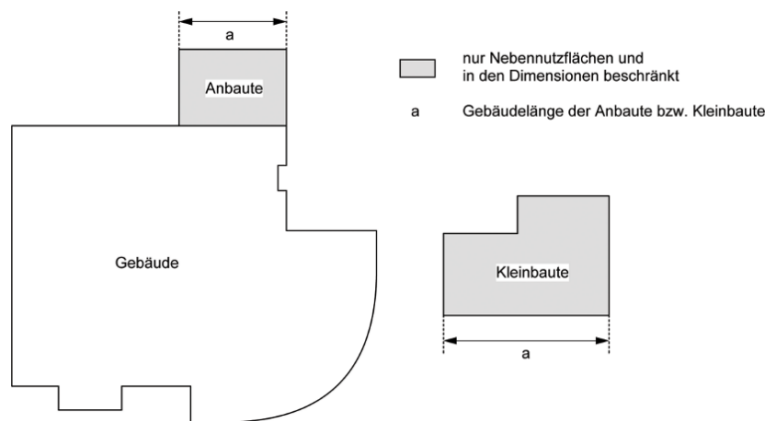 a
Anbaute
nur Nebennutzflächen und
in den Dimensionen beschränkt
a Gebäudelänge der Anbaute bzw. Kleinbaute
Gebäude
Kleinbaute
a